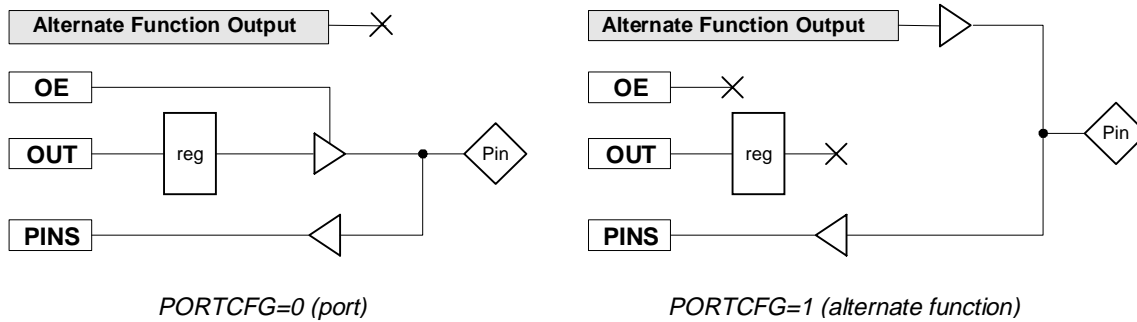 Alternate Function Output
OE
OUT
reg
Pin
PINS
PORTCFG=0 (port)
Alternate Function Output
OE
OUT
reg
Pin
PINS
PORTCFG=1 (alternate function)